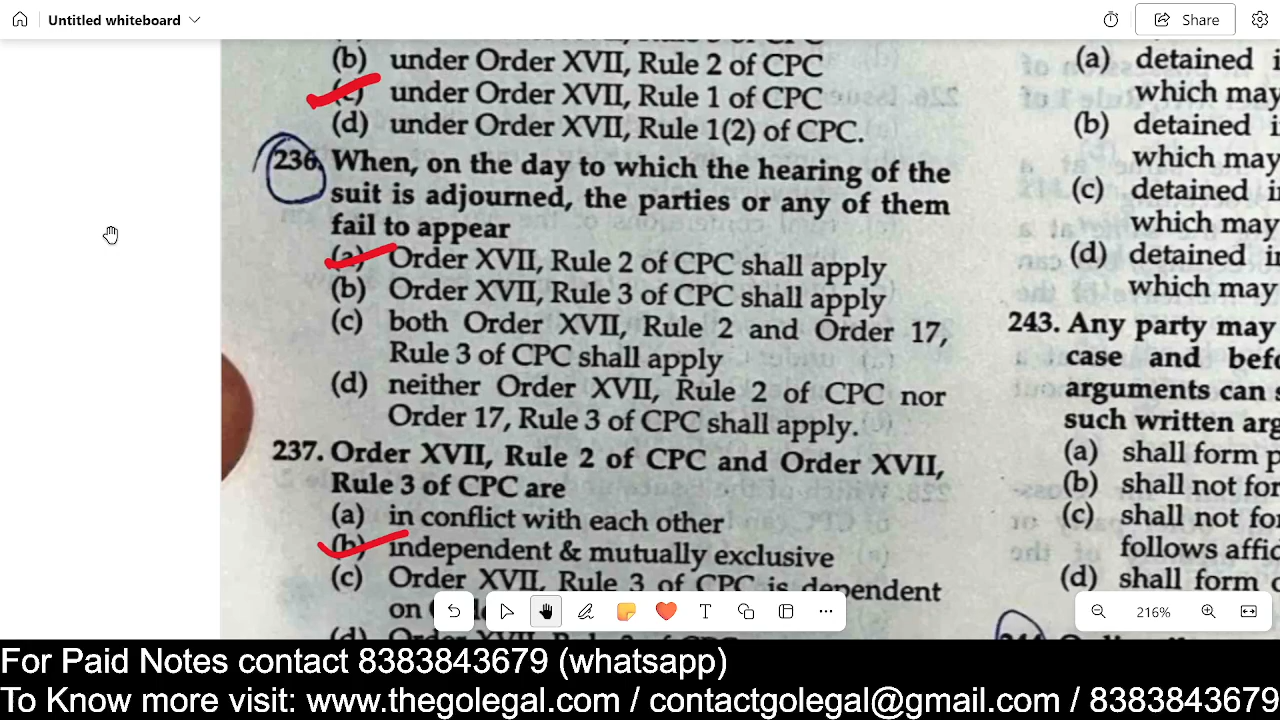 Untitled whiteboard
Share
(b) under Order XVII, Rule 2 of CPC
(c) under Order XVII, Rule 1 of CPC
(d) under Order XVII, Rule 1(2) of CPC.
236. When, on the day to which the hearing of the
suit is adjourned, the parties or any of them
fail to appear
(a) Order XVII, Rule 2 of CPC shall apply
(b) Order XVII, Rule 3 of CPC shall apply
(c) both Order XVII, Rule 2 and Order 17,
Rule 3 of CPC shall apply
(d) neither Order XVII, Rule 2 of CPC nor
Order 17, Rule 3 of CPC shall apply.
237. Order XVII, Rule 2 of CPC and Order XVII,
Rule 3 of CPC are
(a) in conflict with each other
(b) independent & mutually exclusive
(c) Order XVII, Rule 3 of CPC is dependent
on
(a) detained
which may
(b) detained
which may
(c) detained
which may
(d) detained
which may
243. Any party may
case and
arguments can
such written
(a) shall form
(b) shall not
(c) shall not
follows
(d) shall form
216%
For Paid Notes contact 8383843679 (whatsapp)
To Know more visit: www.thegolegal.com / contactgolegal@gmail.com / 8383843679